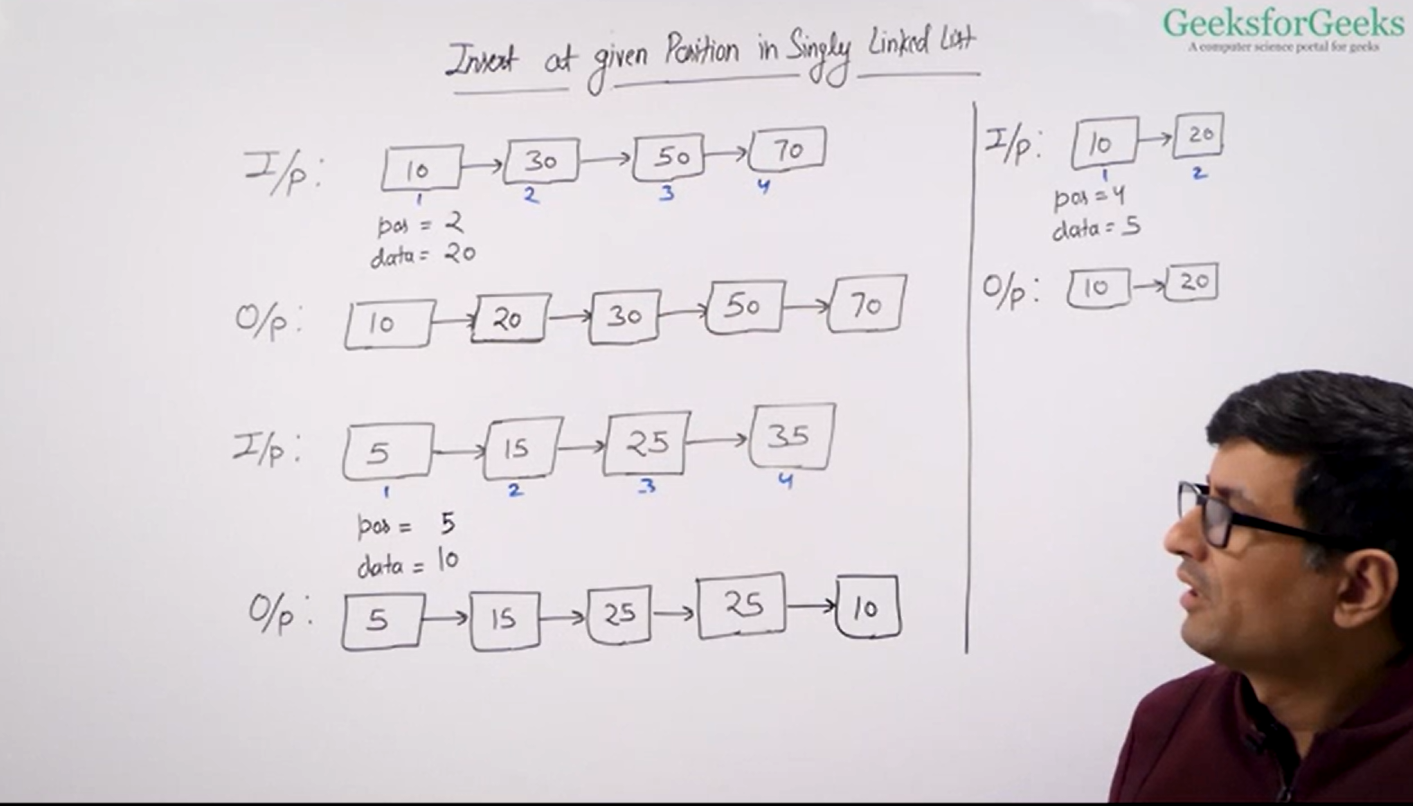 GeeksforGeeks
A computer science portal for geeks
Insert at given Position in Singly Linked List
I/p: 10 → 30 → 50 → 70
1 2 3 4
pos = 2
data = 20
O/p: 10 → 20 → 30 → 50 → 70
I/p: 5 → 15 → 25 → 35
1 2 3 4
pos = 5
data = 10
O/p: 5 → 15 → 25 → 25 → 10
I/p: 10 → 20
1 2
pos = 4
data = 5
O/p: 10 → 20